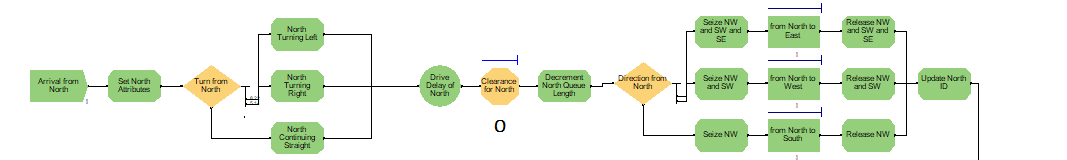 Arrival from
North
Set North
Attributes
Turn from
North
North
Turning Left
North
Turning
Right
North
Continuing
Straight
Drive
Delay of
North
Clearance
for North
0
Decrement
North Queue
Length
Direction from
North
Seize NW
and SW and
SE
from North to
East
Release NW
and SW and
SE
Seize NW
and SW
from North to
West
Release NW
and SW
Seize NW
from North to
South
Release NW
Update North
ID